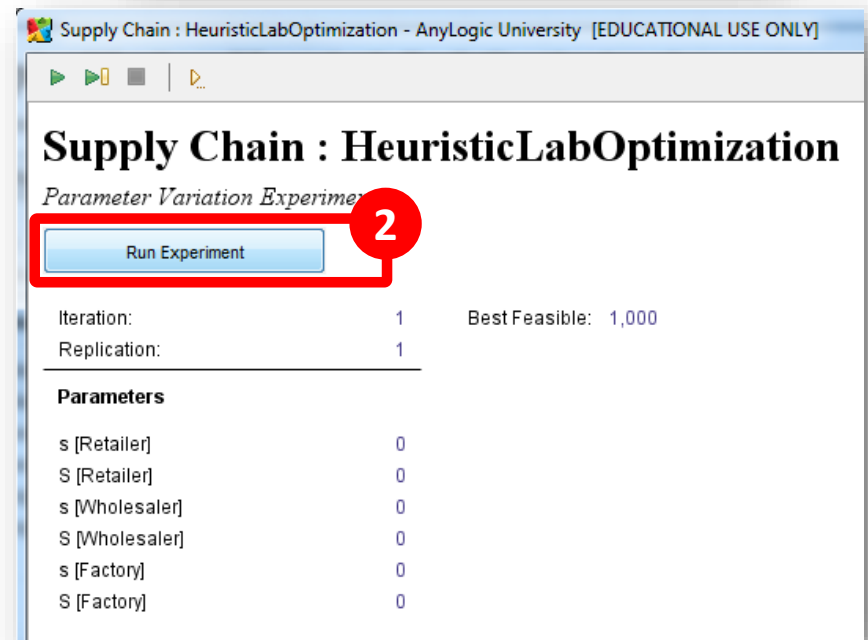 Supply Chain : HeuristicLabOptimization - AnyLogic University [EDUCATIONAL USE ONLY]
Supply Chain : HeuristicLabOptimization
Parameter Variation
2
Run Experiment
Iteration: 1 Best Feasible: 1,000
Replication: 1
Parameters
s [Retailer] 0
S [Retailer] 0
s [Wholesaler] 0
S [Wholesaler] 0
s [Factory] 0
S [Factory] 0